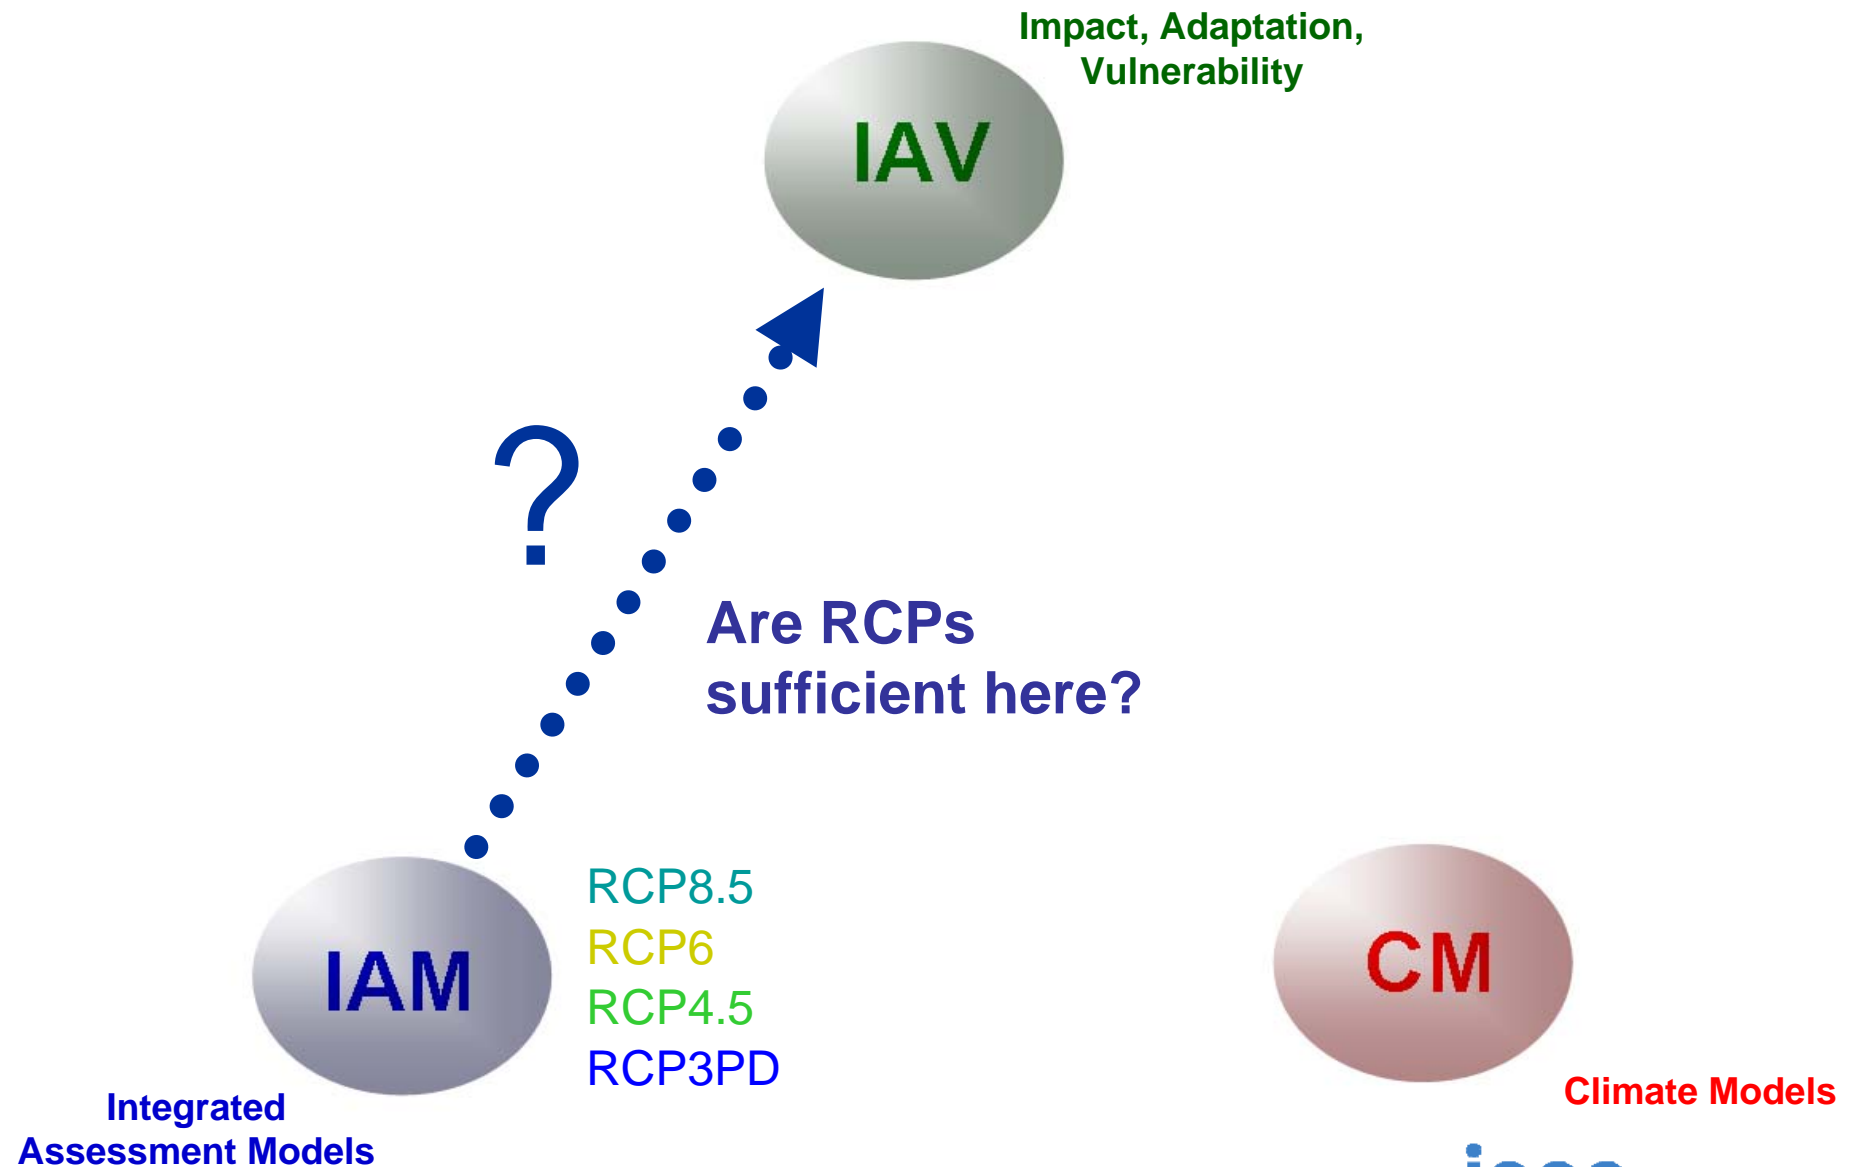 Impact, Adaptation,
Vulnerability
IAV
?
Are RCPs
sufficient here?
RCP8.5
RCP6
RCP4.5
RCP3PD
IAM
CM
Integrated
Assessment Models
Climate Models